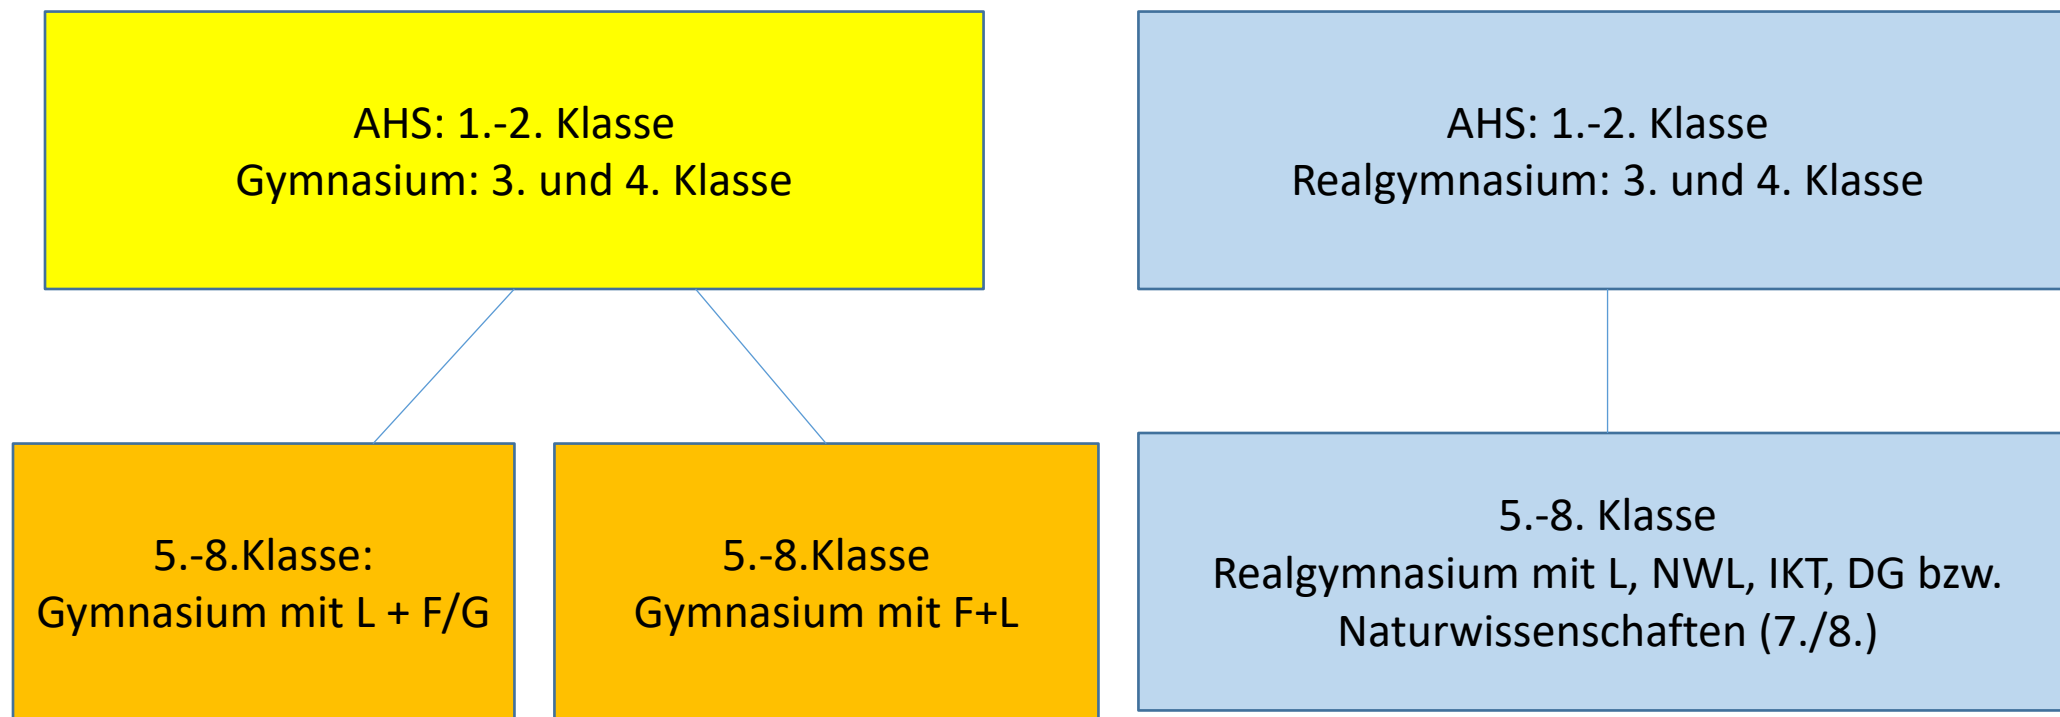 AHS: 1.-2. Klasse
Gymnasium: 3. und 4. Klasse
AHS: 1.-2. Klasse
Realgymnasium: 3. und 4. Klasse
5.-8.Klasse:
Gymnasium mit L + F/G
5.-8.Klasse
Gymnasium mit F+L
5.-8. Klasse
Realgymnasium mit L, NWL, IKT, DG bzw.
Naturwissenschaften (7./8.)